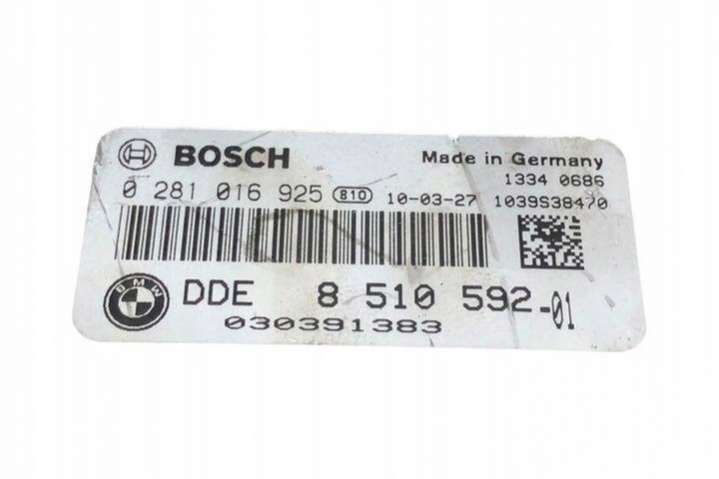 BOSCH Made in Germany
1334 0686
0 281 016 925 810 10-03-27 1039S38470
BMW DDE 8 510 592-01
030391383